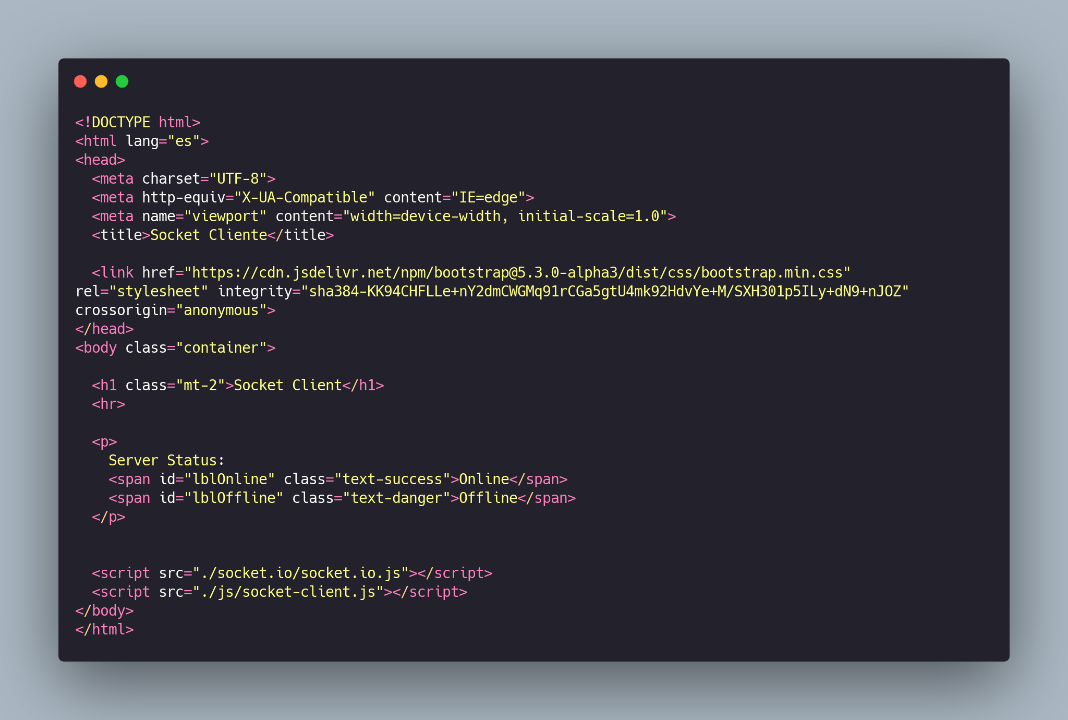 <!DOCTYPE html>
<html lang="es">
<head>
  <meta charset="UTF-8">
  <meta http-equiv="X-UA-Compatible" content="IE=edge">
  <meta name="viewport" content="width=device-width, initial-scale=1.0">
  <title>Socket Cliente</title>

  <link href="https://cdn.jsdelivr.net/npm/bootstrap@5.3.0-alpha3/dist/css/bootstrap.min.css"
rel="stylesheet" integrity="sha384-KK94CHFLLe+nY2dmCWGMq91rCGa5gtU4mk92HdvYe+M/SXH301p5ILy+dN9+nJOZ"
crossorigin="anonymous">
</head>
<body class="container">

  <h1 class="mt-2">Socket Client</h1>
  <hr>

  <p>
    Server Status:
    <span id="lblOnline" class="text-success">Online</span>
    <span id="lblOffline" class="text-danger">Offline</span>
  </p>


  <script src="./socket.io/socket.io.js"></script>
  <script src="./js/socket-client.js"></script>
</body>
</html>